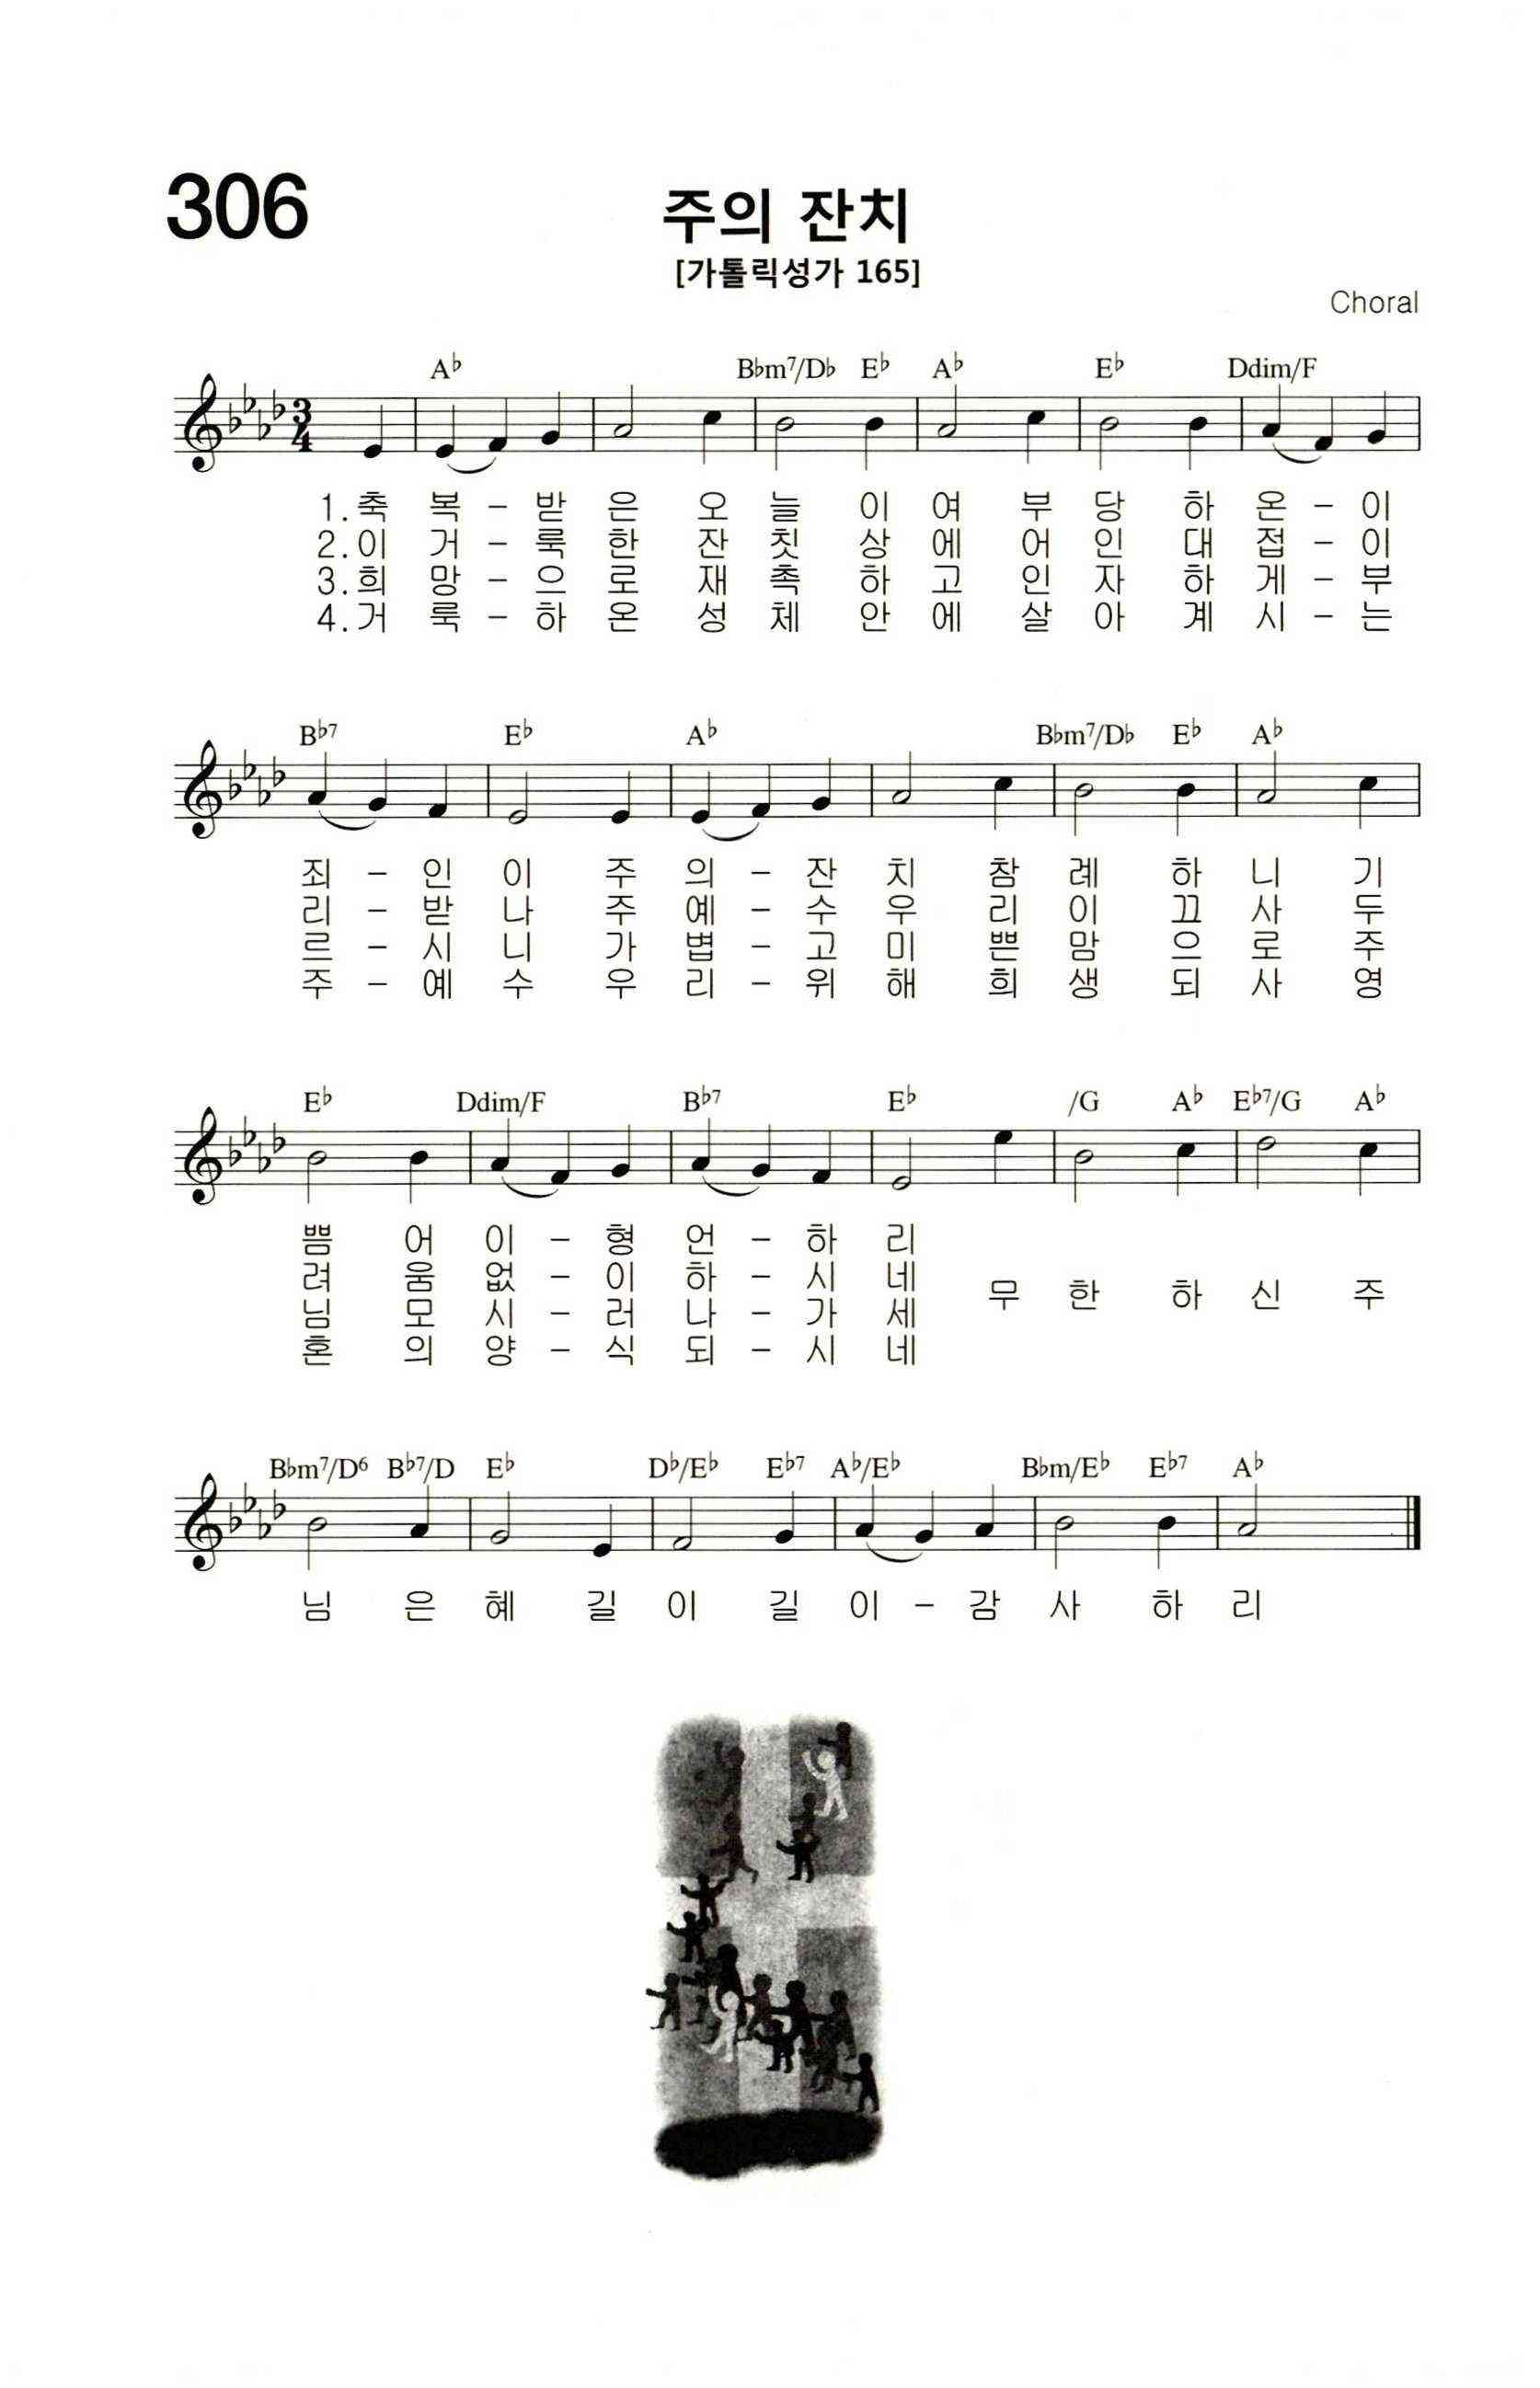 306
주의 잔치
[가톨릭성가 165]
Choral
A♭ B♭m7/D♭ E♭ A♭ E♭ Ddim/F
1.축 복 - 받 은 오 늘 이 여 부 당 하 온 - 이
2.이 거 - 룩 한 잔 칫 상 에 어 인 대 접 - 이
3.희 망 - 으 로 재 촉 하 고 인 자 하 게 - 부
4.거 룩 - 하 온 성 체 안 에 살 아 계 시 - 는
B♭7 E♭ A♭ B♭m7/D♭ E♭ A♭
죄 - 인 이 주 의 - 잔 치 참 례 하 니 기
리 - 받 나 주 예 - 수 우 리 이 끄 사 두
르 - 시 니 가 볍 - 고 미 쁜 맘 으 로 주
주 - 예 수 우 리 - 위 해 희 생 되 사 영
E♭ Ddim/F B♭7 E♭ /G A♭ E♭7/G A♭
쁨 어 이 - 형 언 - 하 리
려 움 없 - 이 하 - 시 네
무 한 하 신 주
님 모 시 - 러 나 - 가 세
혼 의 양 - 식 되 - 시 네
B♭m7/D6 B♭7/D E♭ D♭/E♭ E♭7 A♭/E♭ B♭m/E♭ E♭7 A♭
님 은 혜 길 이 길 이 - 감 사 하 리